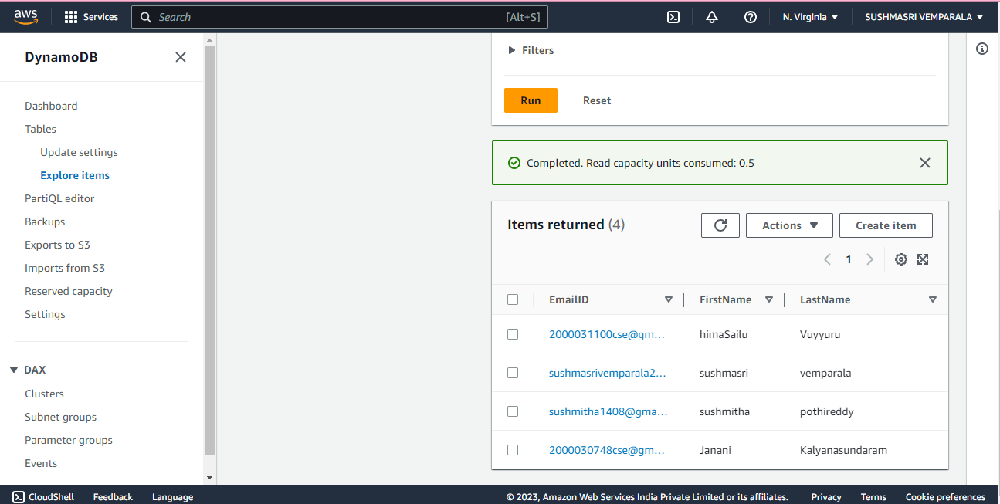 aws
Services
Search [Alt+S]
N. Virginia
SUSHMASRI VEMPARALA
DynamoDB
Dashboard
Tables
Update settings
Explore items
PartiQL editor
Backups
Exports to S3
Imports from S3
Reserved capacity
Settings
DAX
Clusters
Subnet groups
Parameter groups
Events
Filters
Run Reset
Completed. Read capacity units consumed: 0.5
Items returned (4)
Actions
Create item
1
EmailID FirstName LastName
2000031100cse@gm... himaSailu Vuyyuru
sushmasrivemparala2... sushmasri vemparala
sushmitha1408@gma... sushmitha pothireddy
2000030748cse@gm... Janani Kalyanasundaram
CloudShell Feedback Language
© 2023, Amazon Web Services India Private Limited or its affiliates. Privacy Terms Cookie preferences